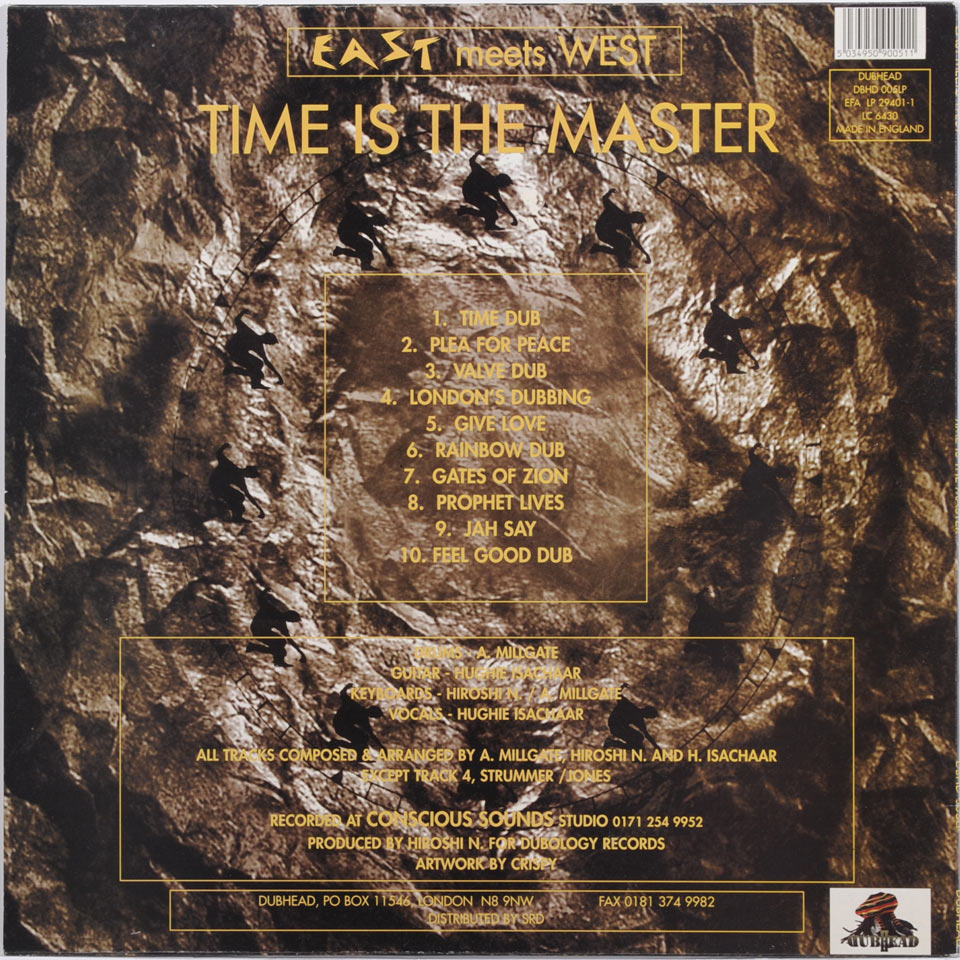 EAST meets WEST
TIME IS THE MASTER
5 034950 900511
DUBHEAD
DBHD 005LP
EFA LP 29401-1
LC 6430
MADE IN ENGLAND
1. TIME DUB
2. PLEA FOR PEACE
3. VALVE DUB
4. LONDON'S DUBBING
5. GIVE LOVE
6. RAINBOW DUB
7. GATES OF ZION
8. PROPHET LIVES
9. JAH SAY
10. FEEL GOOD DUB
DRUMS - A. MILLGATE
GUITAR - HUGHIE ISACHAAR
KEYBOARDS - HIROSHI N. / A. MILLGATE
VOCALS - HUGHIE ISACHAAR
ALL TRACKS COMPOSED & ARRANGED BY A. MILLGATE, HIROSHI N. AND H. ISACHAAR
EXCEPT TRACK 4, STRUMMER /JONES
RECORDED AT CONSCIOUS SOUNDS STUDIO 0171 254 9952
PRODUCED BY HIROSHI N. FOR DUBOLOGY RECORDS
ARTWORK BY CRISPY
DUBHEAD, PO BOX 11546, LONDON N8 9NW FAX 0181 374 9982
DISTRIBUTED BY SRD
DUBHEAD